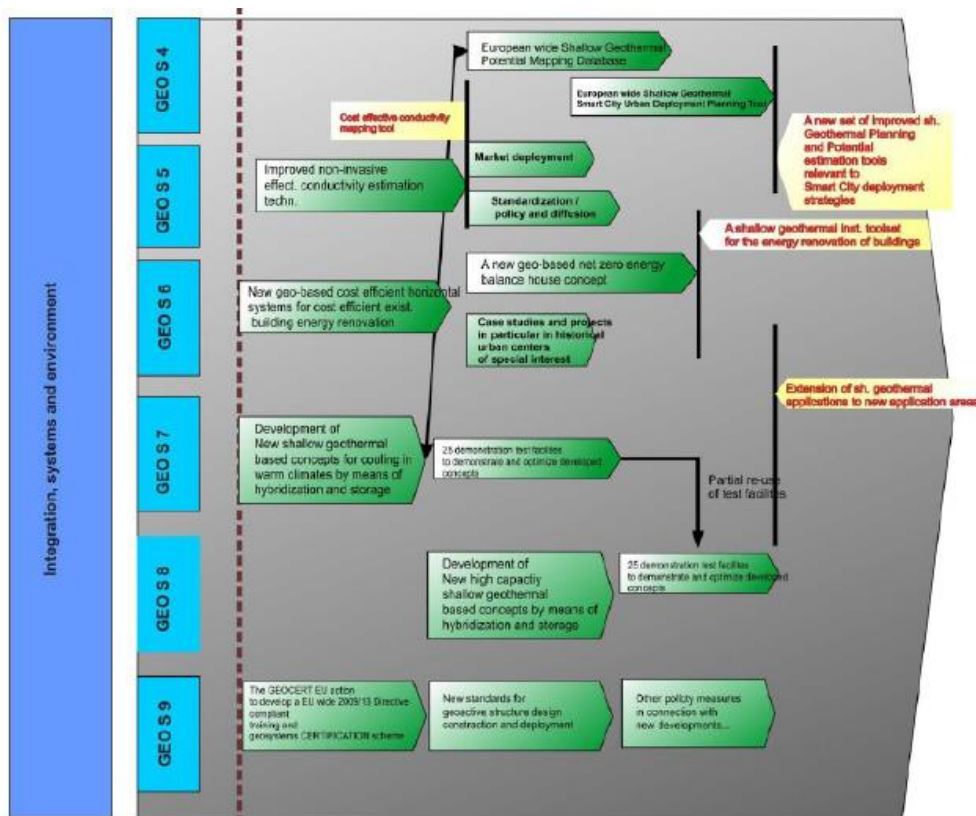 Integration, systems and environment
GEO S 4
European wide Shallow Geothermal
Potential Mapping Database
European wide Shallow Geothermal
Smart City Urban Deployment Planning Tool
Cost effective conductivity
mapping tool
A new set of Improved sh.
Geothermal Planning
and Potential
estimation tools
relevant to
Smart City deployment
strategies
GEO S 5
Improved non-invasive
effect. conductivity estimation
techn.
Market deployment
Standardization /
policy and diffusion
A shallow geothermal inst. toolset
for the energy renovation of buildings
GEO S 6
New geo-based cost efficient horizontal
systems for cost efficient exist.
building energy renovation
A new geo-based net zero energy
balance house concept
Case studies and projects
in particular in historical
urban centers
of special interest
Extension of sh. geothermal
applications to new application areas
GEO S 7
Development of
New shallow geothermal
based concepts for cooling in
warm climates by means of
hybridization and storage
25 demonstration test facilites
to demonstrate and optimize developed
concepts
Partial re-use
of test facilities
GEO S 8
Development of
New high capactiy
shallow geothermal
based concepts by means of
hybridization and storage
25 demonstration test facilites
to demonstrate and optimize developed
concepts
GEO S 9
The GEOCERT EU action
to develop a EU wide 2009/13 Directive
compliant
training and
geosystems CERTIFICATION scheme
New standards for
geoactive structure design
construction and deployment
Other policty measures
in connection with
new developments...